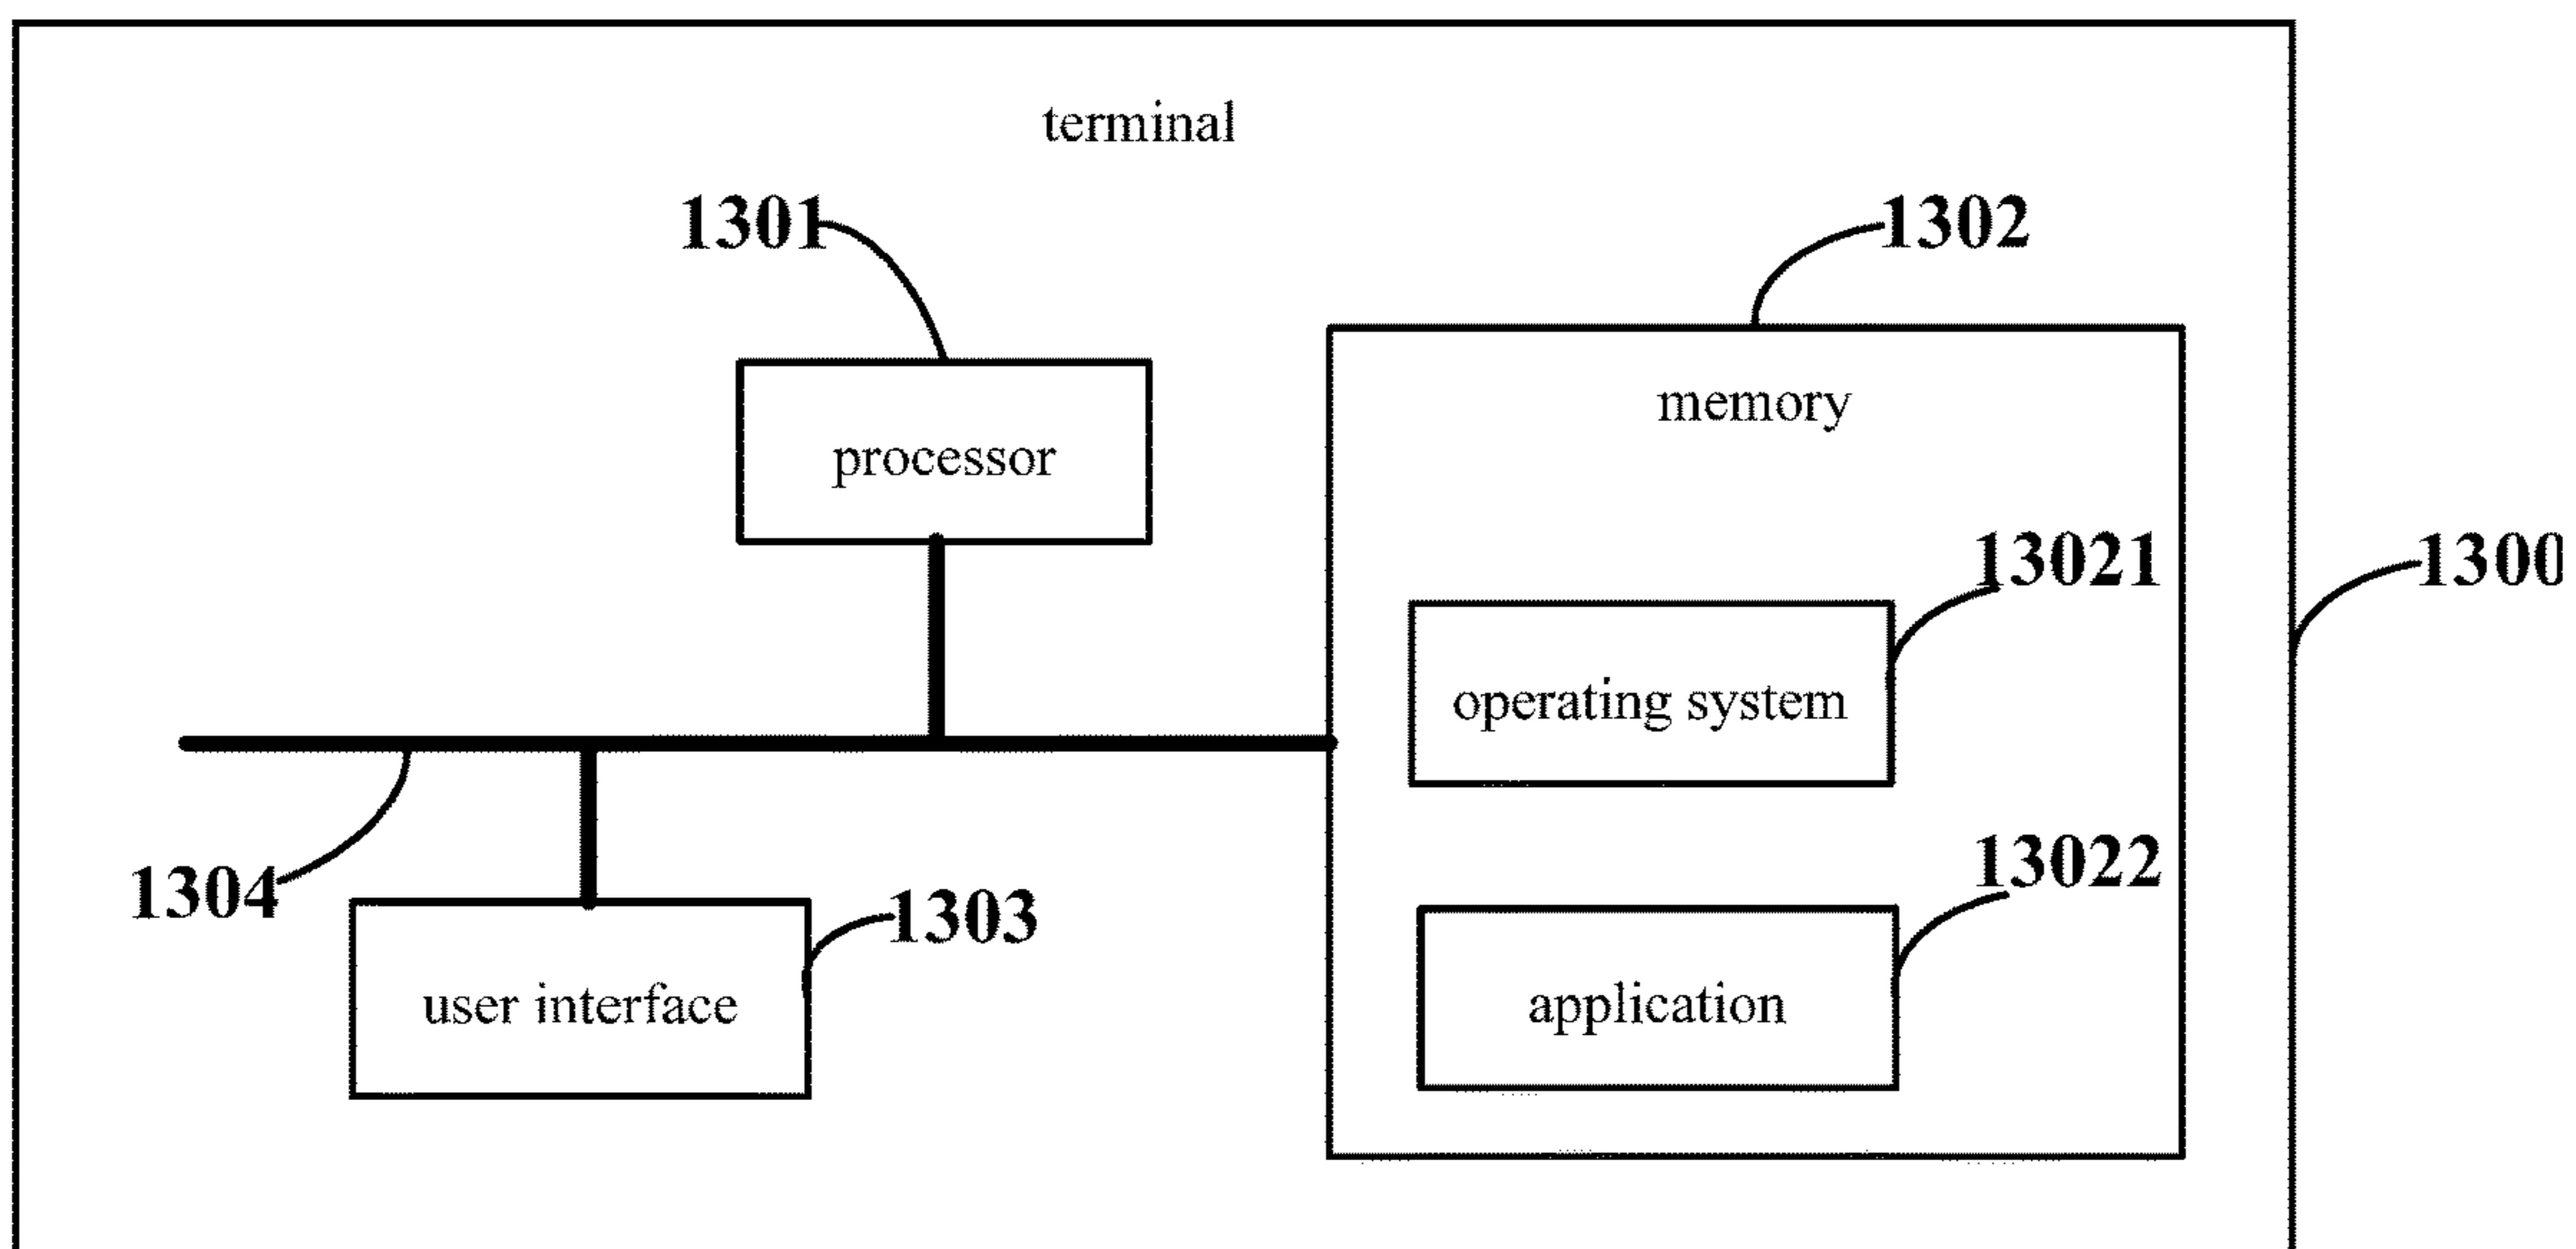 terminal
1301
1302
processor
memory
13021
1300
operating system
13022
1304
1303
user interface
application